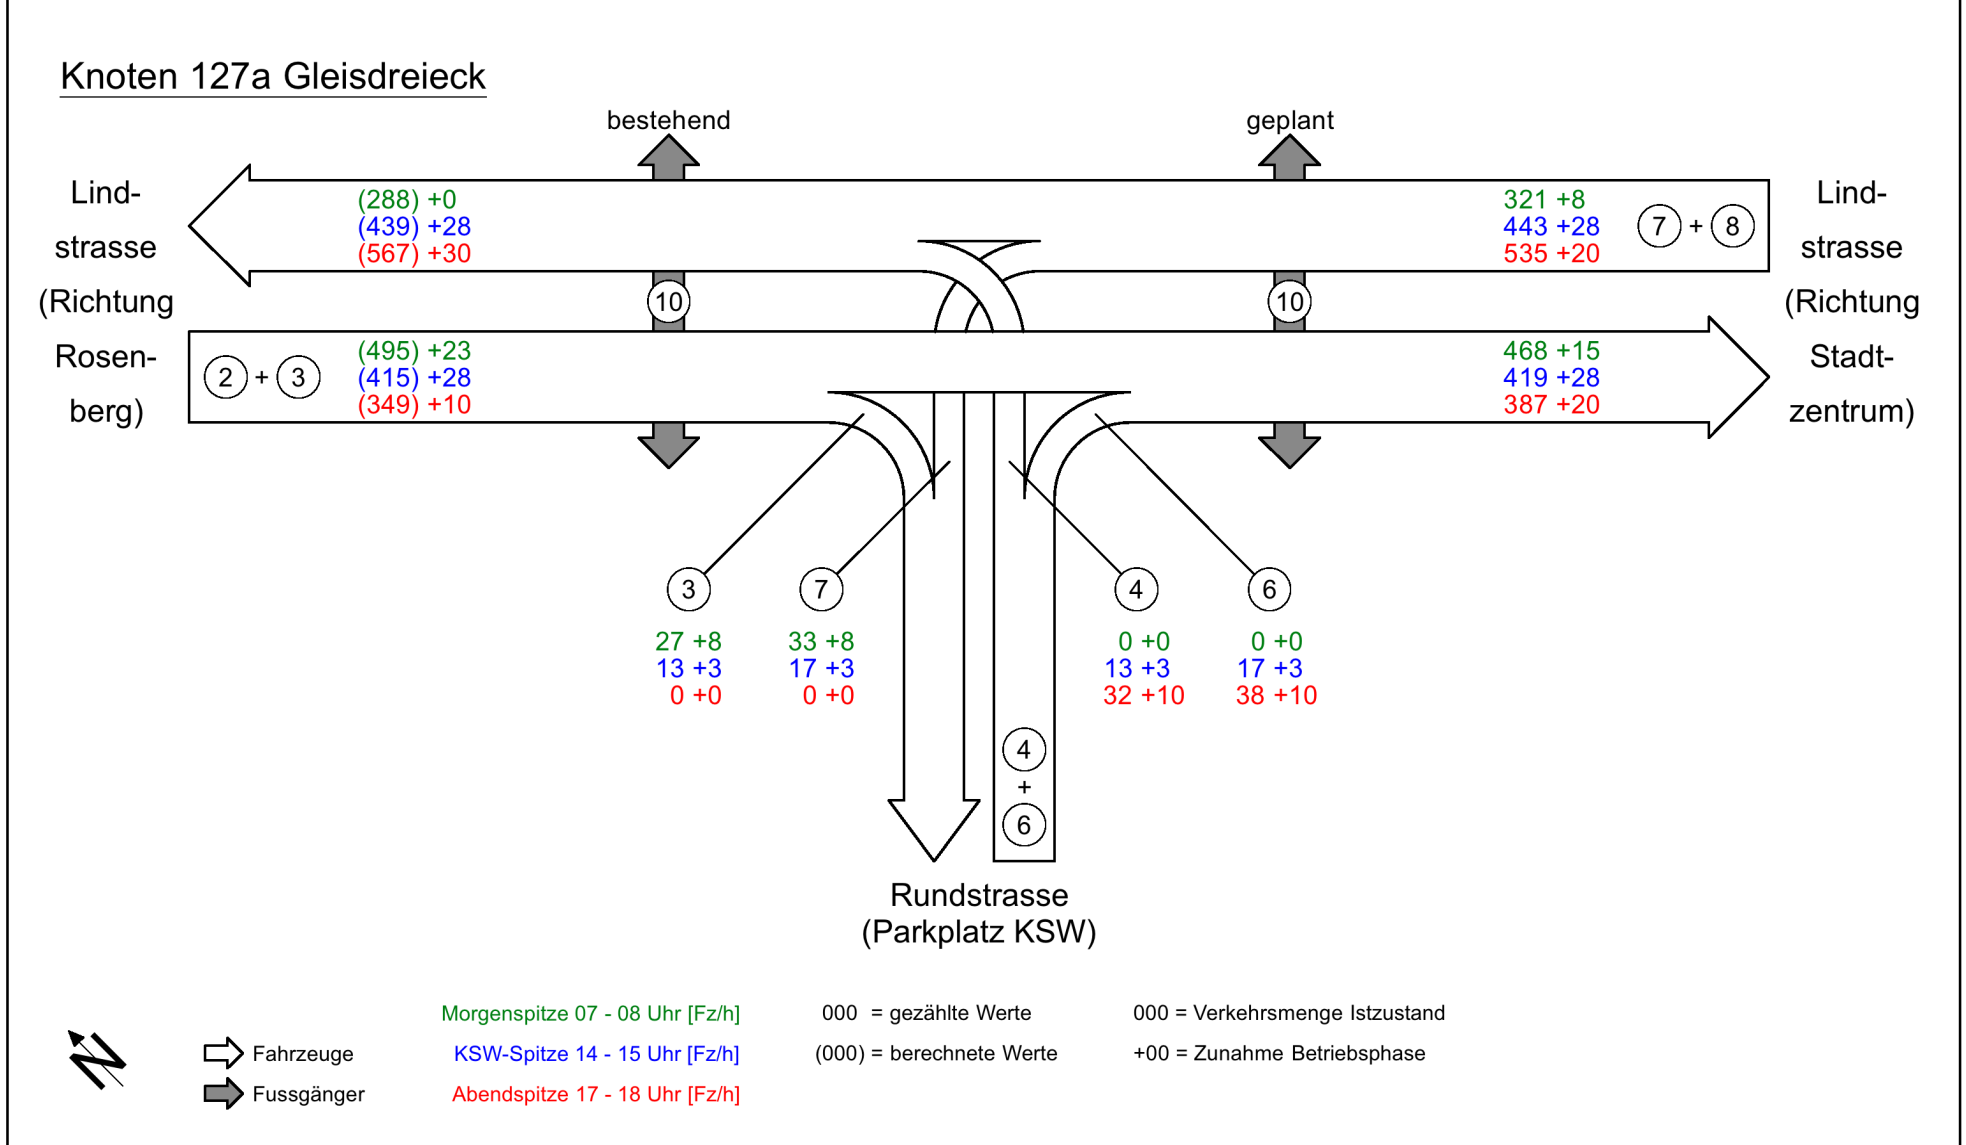 Knoten 127a Gleisdreieck
bestehend
geplant
Lind-
strasse
(Richtung
Rosen-
berg)
(288) +0
(439) +28
(567) +30
321 +8
443 +28
535 +20
7 + 8
Lind-
strasse
(Richtung
Stadt-
zentrum)
10
10
2 + 3
(495) +23
(415) +28
(349) +10
468 +15
419 +28
387 +20
3
27 +8
13 +3
0 +0
7
33 +8
17 +3
0 +0
4
0 +0
13 +3
32 +10
6
0 +0
17 +3
38 +10
4
+
6
Rundstrasse
(Parkplatz KSW)
N
Fahrzeuge
Fussgänger
Morgenspitze 07 - 08 Uhr [Fz/h]
KSW-Spitze 14 - 15 Uhr [Fz/h]
Abendspitze 17 - 18 Uhr [Fz/h]
000 = gezählte Werte
(000) = berechnete Werte
000 = Verkehrsmenge Istzustand
+00 = Zunahme Betriebsphase